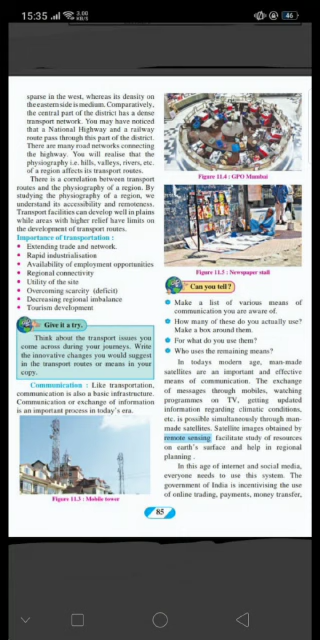 15:35
3.00
KB/S
46
sparse in the west, whereas its density on
the eastern side is medium. Comparatively,
the central part of the district has a dense
transport network. You may have noticed
that a National Highway and a railway
route pass through this part of the district.
There are many road networks connecting
the highway. You will realise that the
physiography i.e. hills, valleys, rivers, etc.
of a region affects its transport routes.
There is a correlation between transport
routes and the physiography of a region. By
studying the physiography of a region, we
understand its accessibility and remoteness.
Transport facilities can develop well in plains
while areas with higher relief have limits on
the development of transport routes.
Importance of transportation :
• Extending trade and network.
• Rapid industrialisation
• Availability of employment opportunities
• Regional connectivity
• Utility of the site
• Overcoming scarcity (deficit)
• Decreasing regional imbalance
• Tourism development
Give it a try.
Think about the transport issues you
come across during your journeys. Write
the innovative changes you would suggest
in the transport routes or means in your
copy.
Communication : Like transportation,
communication is also a basic infrastructure.
Communication or exchange of information
is an important process in today's era.
Figure 11.3 : Mobile tower
Figure 11.4 : GPO Mumbai
Figure 11.5 : Newspaper stall
Can you tell?
Make a list of various means of
communication you are aware of.
How many of these do you actually use?
Make a box around them.
For what do you use them?
Who uses the remaining means?
In todays modern age, man-made
satellites are an important and effective
means of communication. The exchange
of messages through mobiles, watching
programmes on TV, getting updated
information regarding climatic conditions,
etc. is possible simultaneously through man-
made satellites. Satellite images obtained by
remote sensing facilitate study of resources
on earth's surface and help in regional
planning .
In this age of internet and social media,
everyone needs to use this system. The
government of India is incentivising the use
of online trading, payments, money transfer,
85